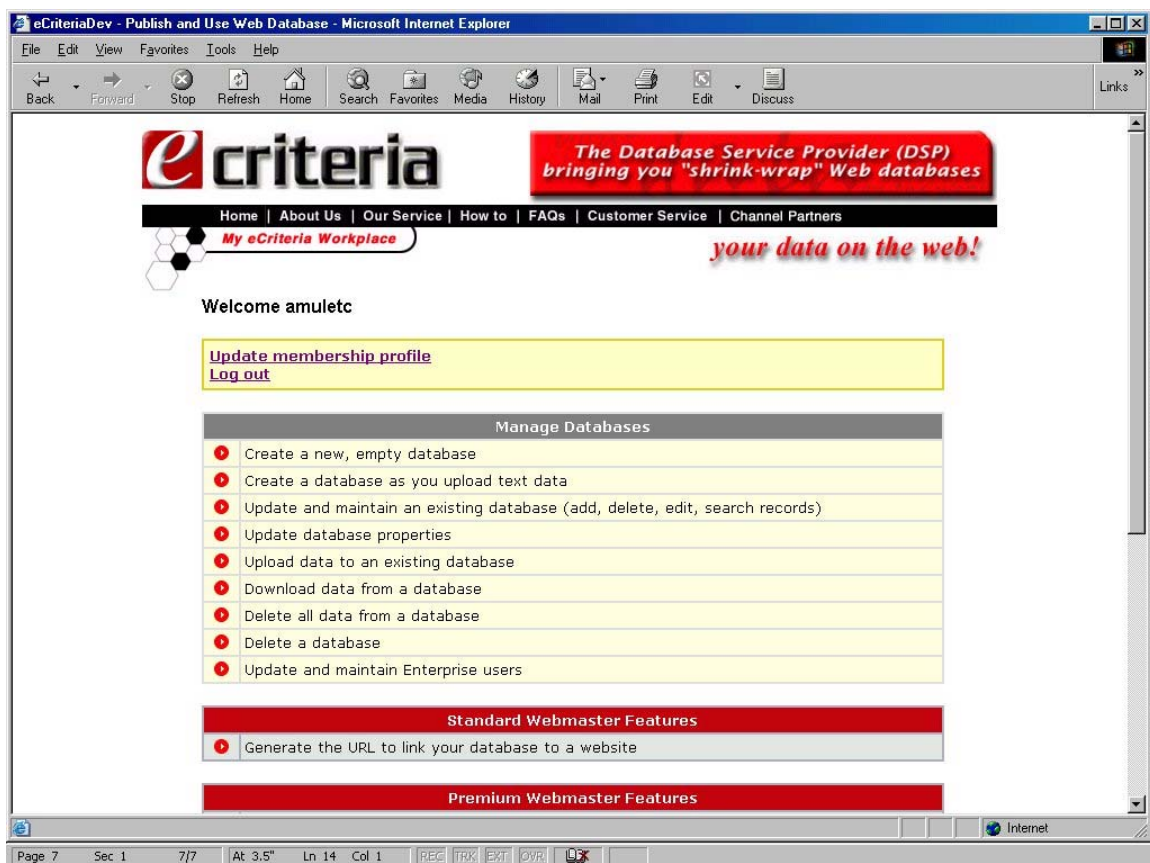 eCriteriaDev - Publish and Use Web Database - Microsoft Internet Explorer
File Edit View Favorites Tools Help
Back Forward Stop Refresh Home Search Favorites Media History Mail Print Edit Discuss Links »
e criteria
The Database Service Provider (DSP)
bringing you "shrink-wrap" Web databases
Home | About Us | Our Service | How to | FAQs | Customer Service | Channel Partners
My eCriteria Workplace
your data on the web!
Welcome amuletc
Update membership profile
Log out
Manage Databases
Create a new, empty database
Create a database as you upload text data
Update and maintain an existing database (add, delete, edit, search records)
Update database properties
Upload data to an existing database
Download data from a database
Delete all data from a database
Delete a database
Update and maintain Enterprise users
Standard Webmaster Features
Generate the URL to link your database to a website
Premium Webmaster Features
Internet
Page 7 Sec 1 7/7 At 3.5" Ln 14 Col 1 REC TRK EXT OVR